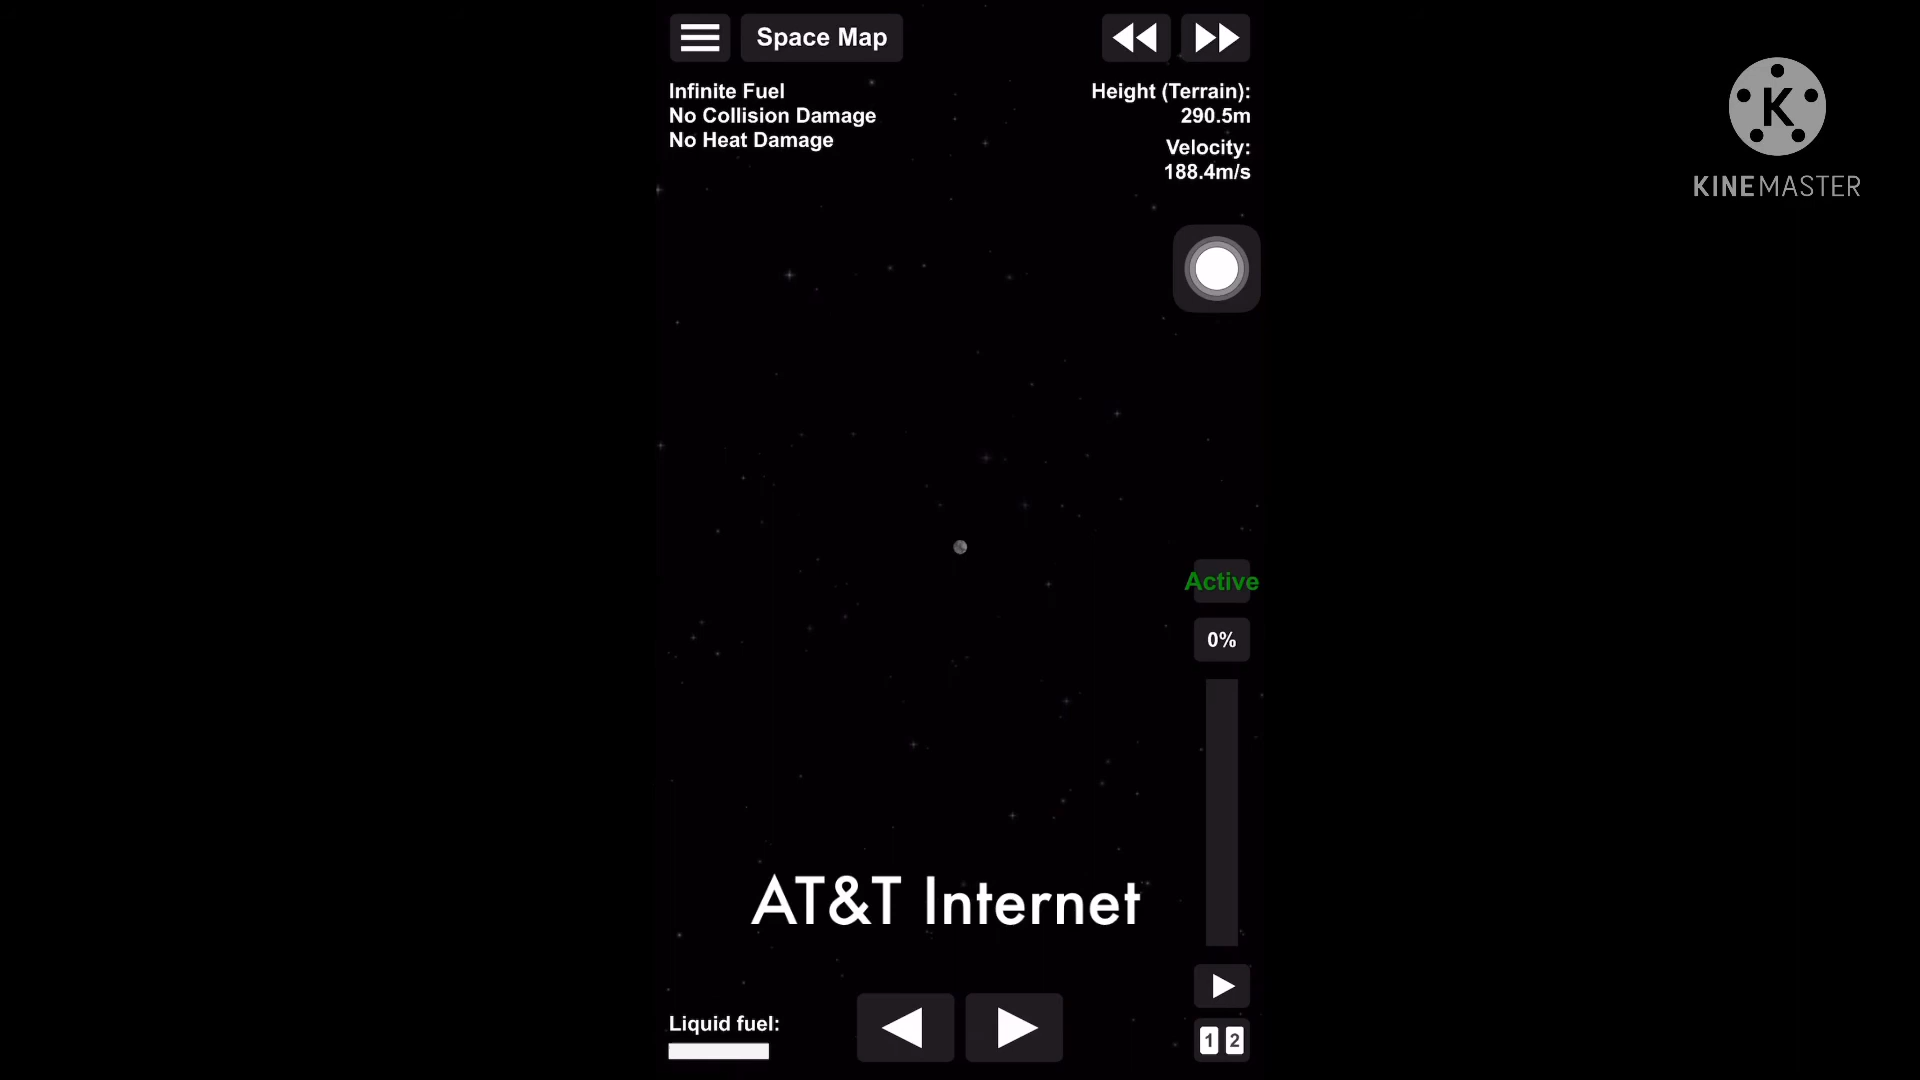 Space Map
Infinite Fuel
No Collision Damage
No Heat Damage
Height (Terrain):
290.5m
Velocity:
188.4m/s
K
KINEMASTER
Active
0%
AT&T Internet
Liquid fuel:
1 2